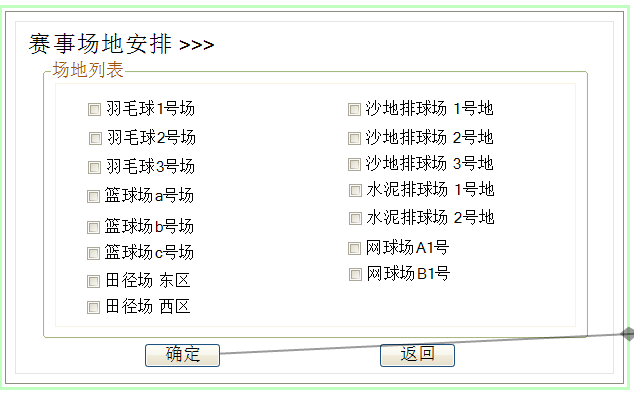 赛事场地安排 >>>
场地列表
羽毛球1号场
羽毛球2号场
羽毛球3号场
篮球场a号场
篮球场b号场
篮球场c号场
田径场 东区
田径场 西区
沙地排球场 1号地
沙地排球场 2号地
沙地排球场 3号地
水泥排球场 1号地
水泥排球场 2号地
网球场A1号
网球场B1号
确定
返回